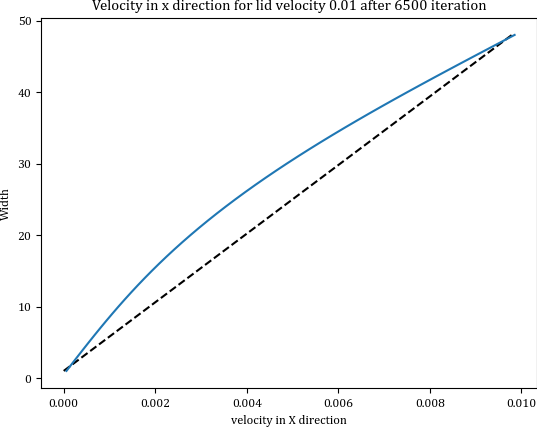 Velocity in x direction for lid velocity 0.01 after 6500 iteration
50
40
30
20
10
0
Width
0.000 0.002 0.004 0.006 0.008 0.010
velocity in X direction